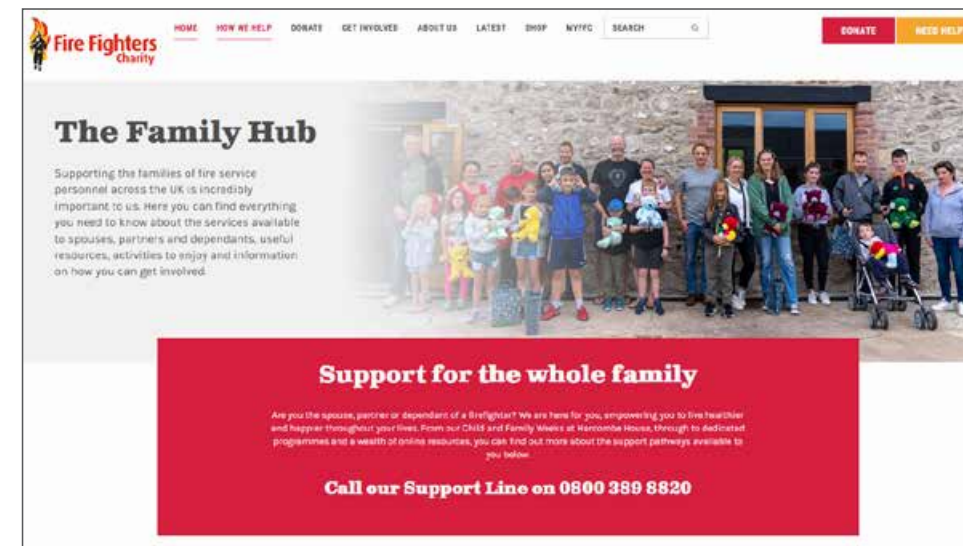 Fire Fighters
Charity
HOME HOW WE HELP DONATE GET INVOLVED ABOUT US LATEST SHOP MYFFC SEARCH
DONATE NEED HELP
The Family Hub
Supporting the families of fire service
personnel across the UK is incredibly
important to us. Here you can find everything
you need to know about the services available
to spouses, partners and dependants, useful
resources, activities to enjoy and information
on how you can get involved.
Support for the whole family
Are you the spouse, partner or dependant of a firefighter? We are here for you, empowering you to live healthier
and happier throughout your lives. From our Child and Family Weeks at Harcombe House, through to dedicated
programmes and a wealth of online resources, you can find out more about the support pathways available to
you below.
Call our Support Line on 0800 389 8820